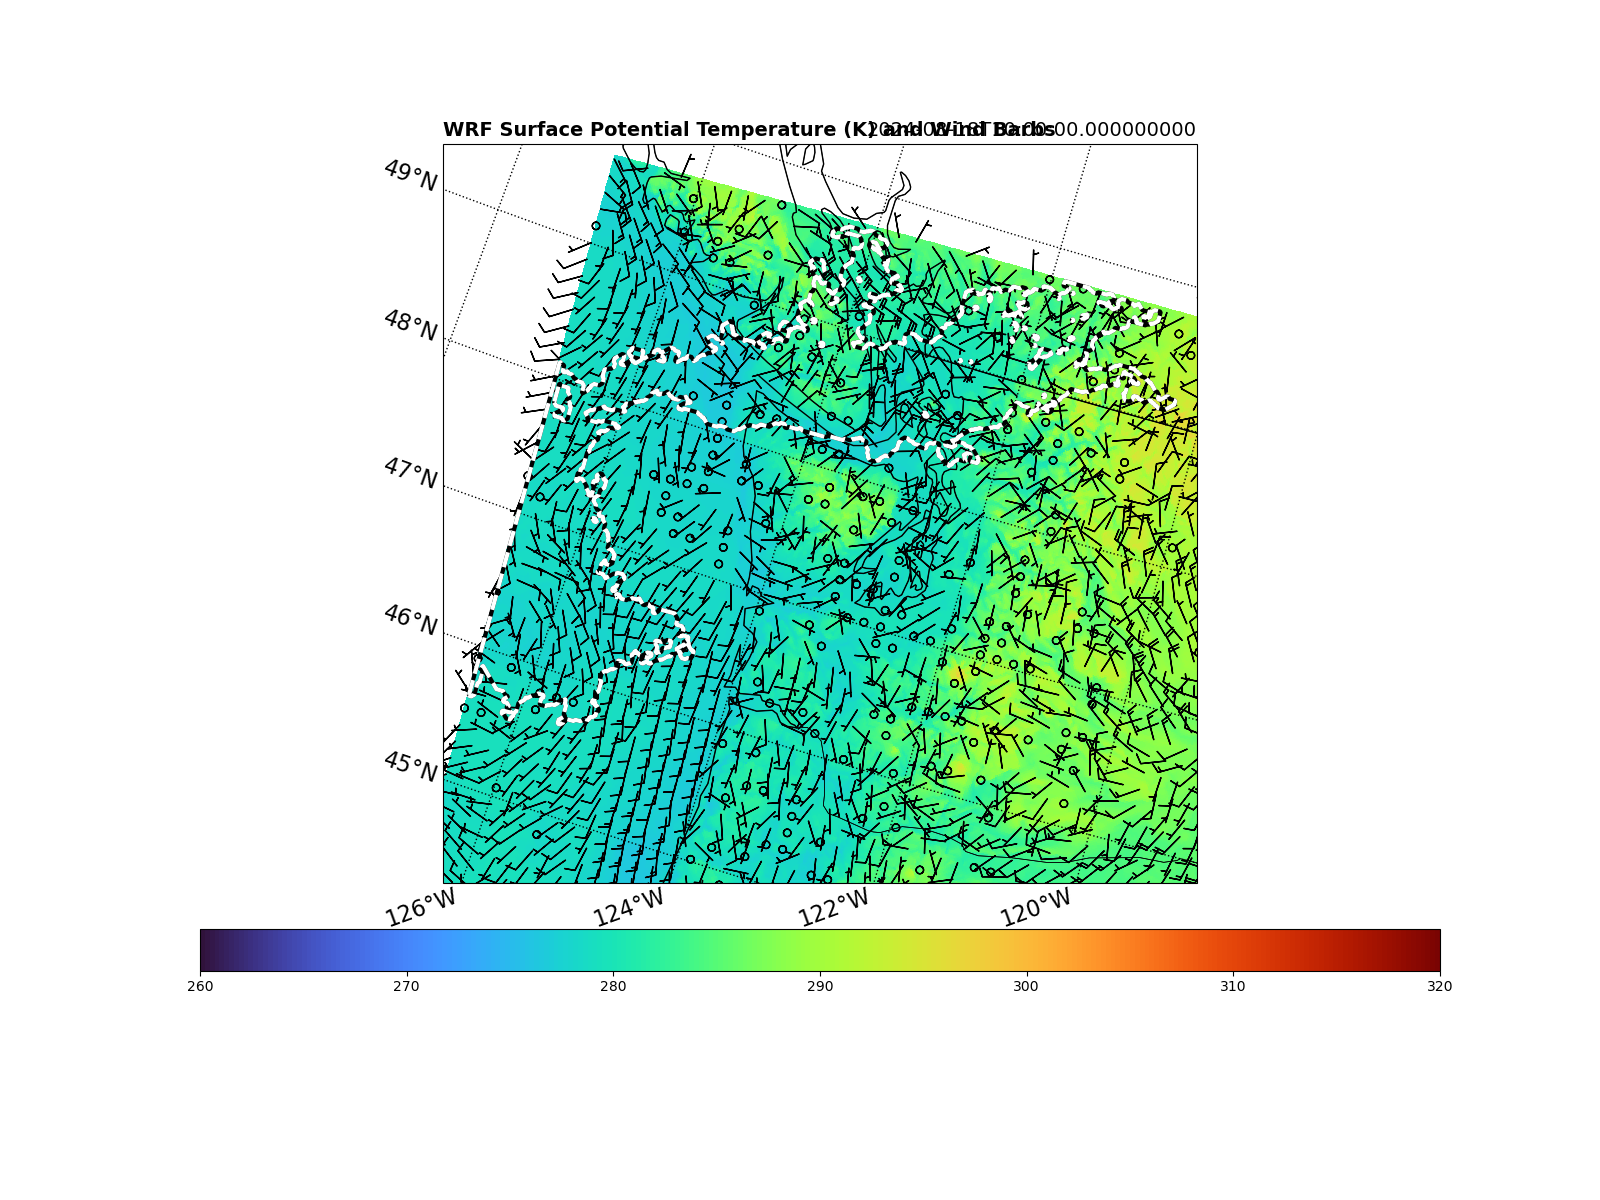 WRF Surface Potential Temperature (K) and Wind Barbs
49°N
48°N
47°N
46°N
45°N
126°W 124°W 122°W 120°W
260 270 280 290 300 310 320